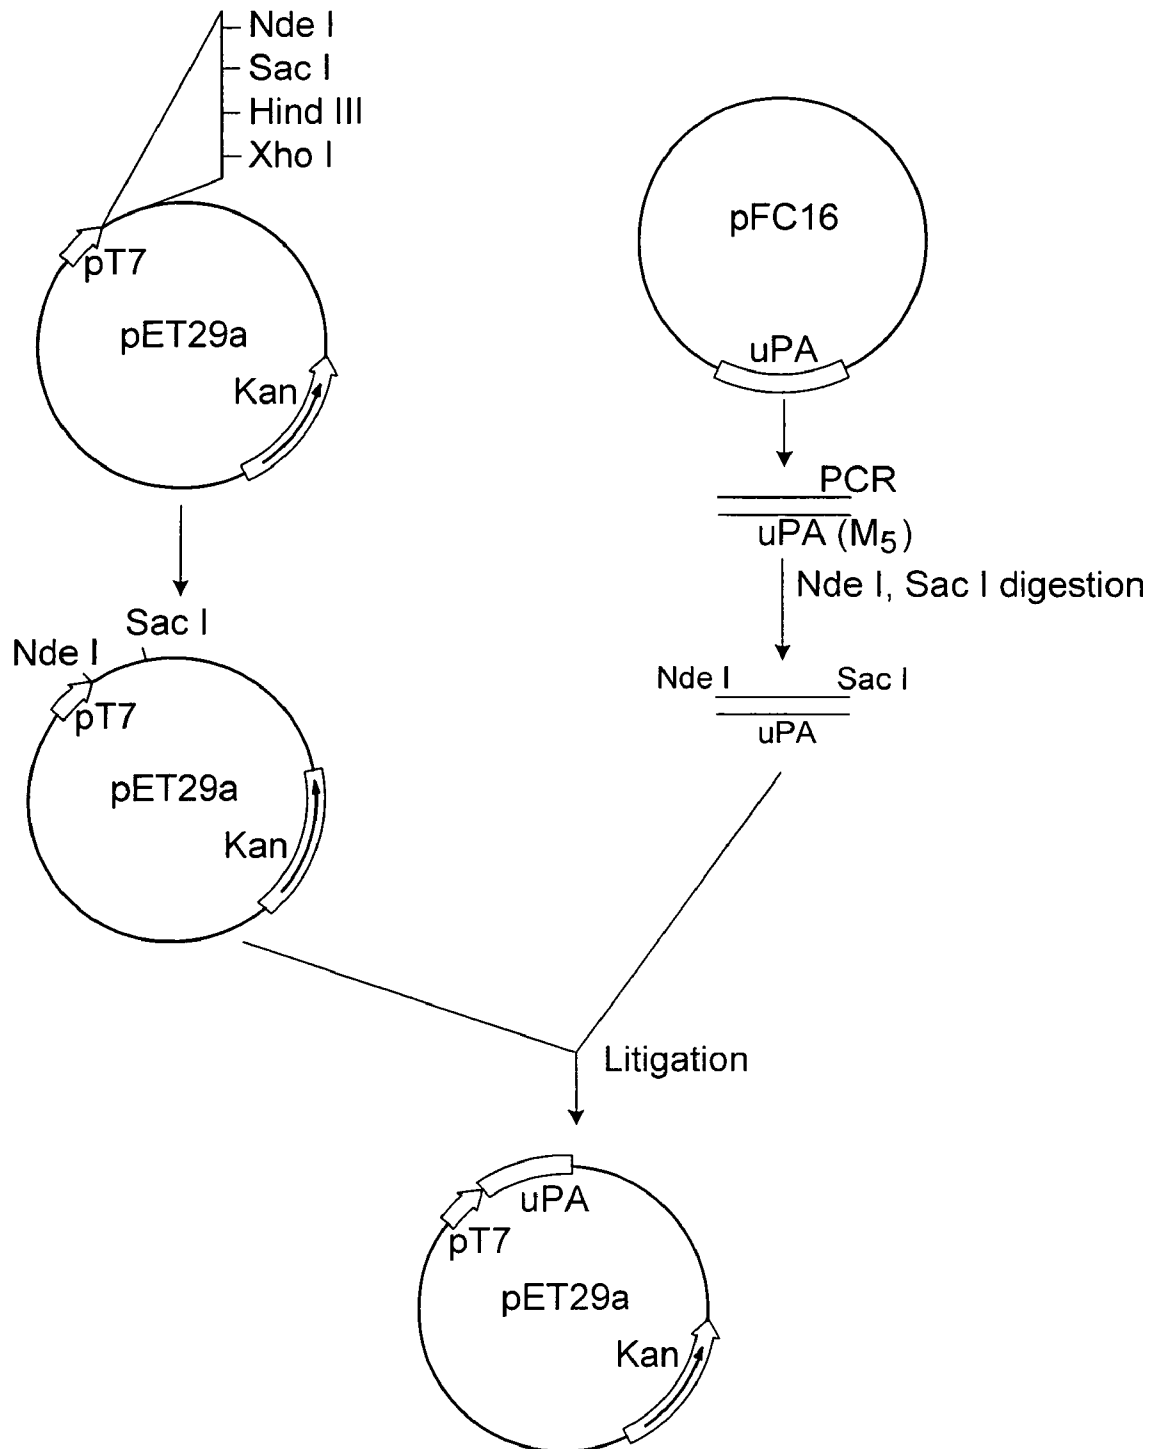 Nde I
Sac I
Hind III
Xho I
pT7
pET29a
Kan
pFC16
uPA
PCR
uPA (M5)
Nde I, Sac I digestion
Sac I
Nde I
pT7
pET29a
Kan
Nde I Sac I
uPA
Litigation
uPA
pT7
pET29a
Kan